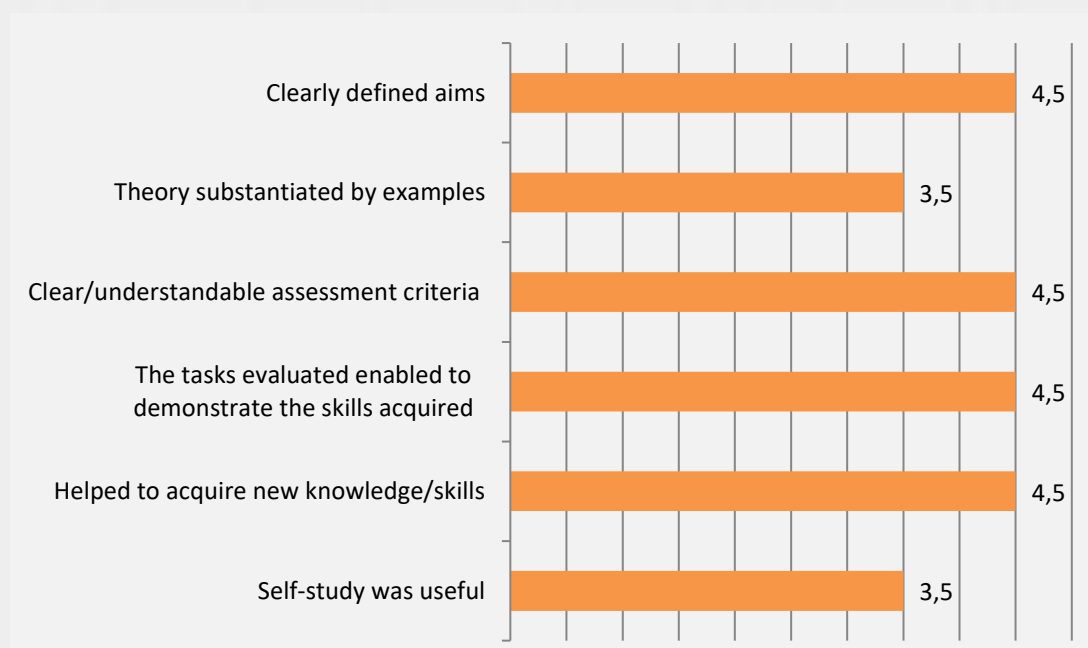 Clearly defined aims
4,5
Theory substantiated by examples
3,5
Clear/understandable assessment criteria
4,5
The tasks evaluated enabled to
demonstrate the skills acquired
4,5
Helped to acquire new knowledge/skills
4,5
Self-study was useful
3,5